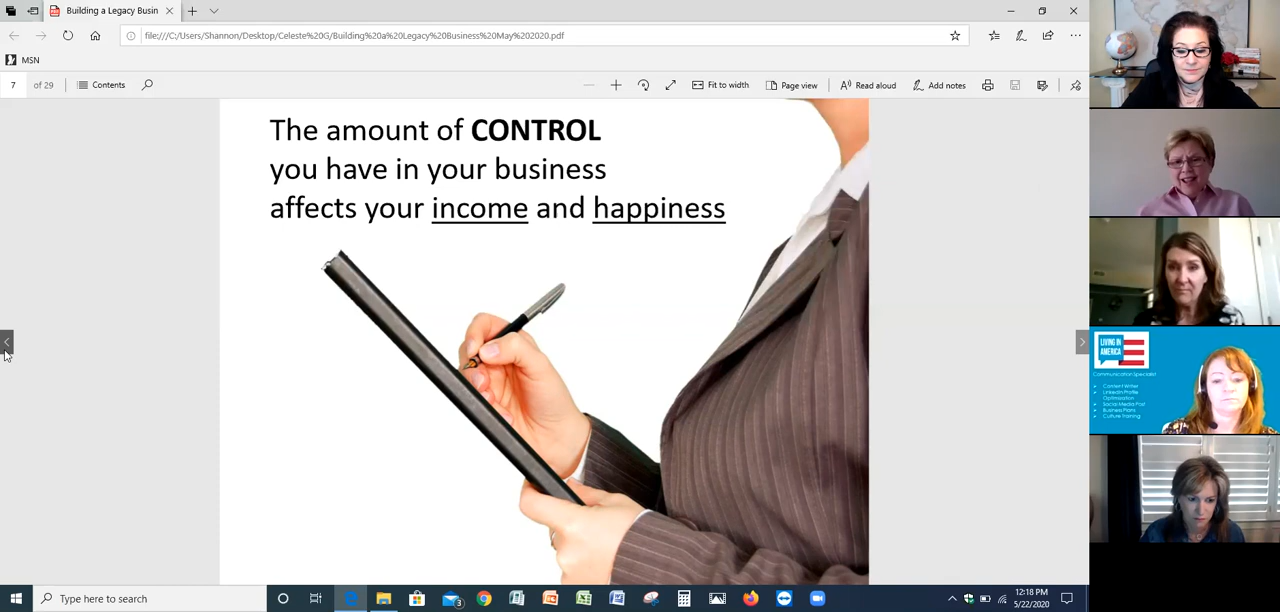 Building a Legacy Busin
file:///C:/Users/Shannon/Desktop/Celeste%20G/Building%20a%20Legacy%20Business%20May%202020.pdf
MSN
7 of 29 Contents Fit to width Page view Read aloud Add notes
The amount of CONTROL
you have in your business
affects your income and happiness
LIVING IN
AMERICA
Communication Specialist
Content Writer
LinkedIn Profile
Optimization
Social Media Post
Business Plans
Culture Training
Type here to search
3
12:18 PM
5/22/2020